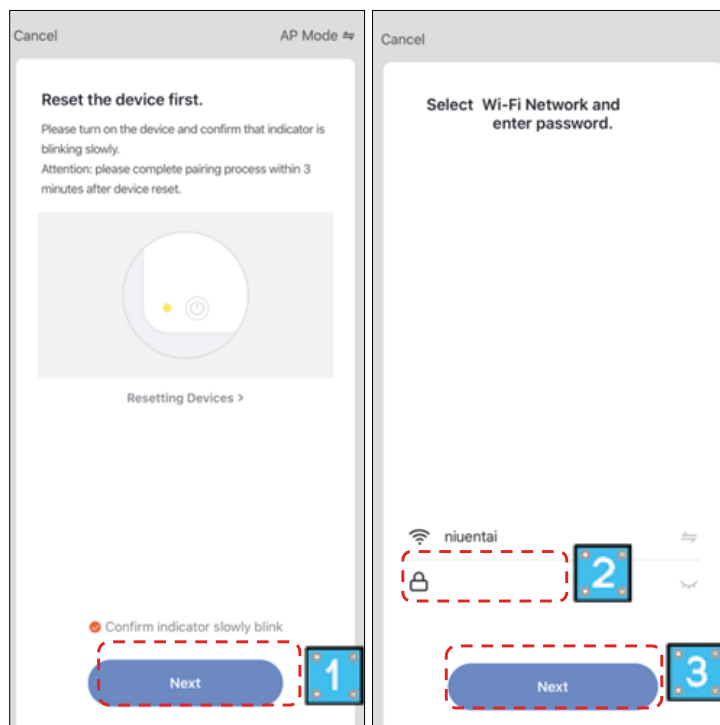 Cancel
AP Mode ⇋
Reset the device first.
Please turn on the device and confirm that indicator is
blinking slowly.
Attention: please complete pairing process within 3
minutes after device reset.
Resetting Devices >
Confirm indicator slowly blink
Next
1
Cancel
Select Wi-Fi Network and
enter password.
niuentai
2
Next
3